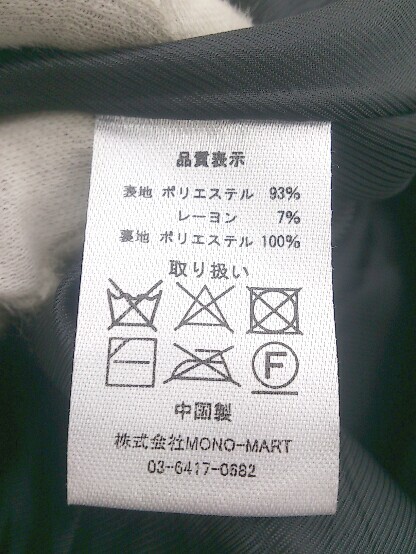 品質表示
表地 ポリエステル 93%
レーヨン 7%
裏地 ポリエステル 100%
取り扱い
F
中国製
株式会社MONO-MART
03-6417-0682